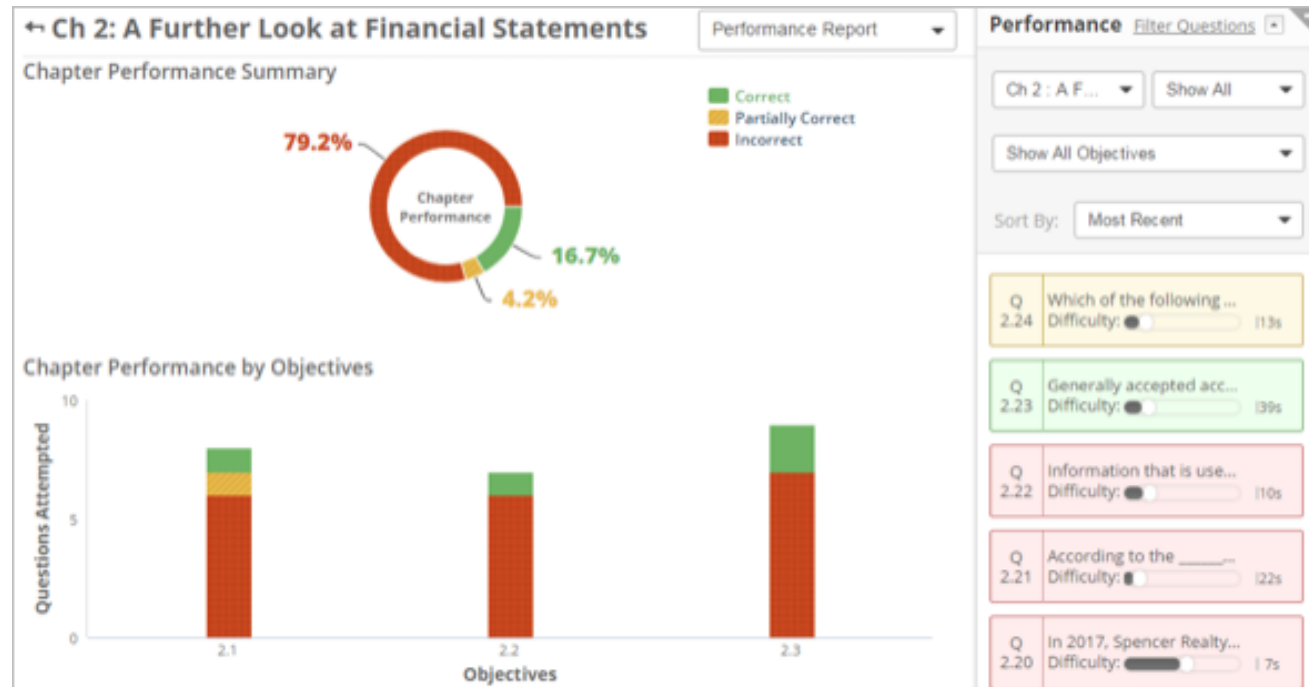 Ch 2: A Further Look at Financial Statements
Performance Report
Chapter Performance Summary
Correct
Partially Correct
Incorrect
79.2%
Chapter
Performance
16.7%
4.2%
Chapter Performance by Objectives
10
5
0
Questions Attempted
2.1
2.2
2.3
Objectives
Performance Filter Questions
Ch 2 : A F...
Show All
Show All Objectives
Sort By: Most Recent
Q
2.24
Which of the following ...
Difficulty:
13s
Q
2.23
Generally accepted acc...
Difficulty:
39s
Q
2.22
Information that is use...
Difficulty:
10s
Q
2.21
According to the ______...
Difficulty:
22s
Q
2.20
In 2017, Spencer Realty...
Difficulty:
7s